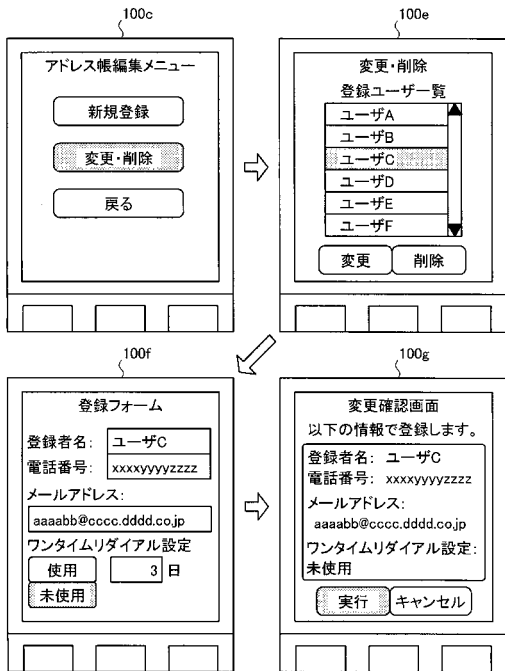 100c
アドレス帳編集メニュー
新規登録
変更・削除
戻る
100e
変更・削除
登録ユーザ一覧
ユーザA
ユーザB
ユーザC
ユーザD
ユーザE
ユーザF
変更 削除
100f
登録フォーム
登録者名: ユーザC
電話番号: xxxxyyyyzzzz
メールアドレス:
aaaabb@cccc.dddd.co.jp
ワンタイムリダイアル設定
使用 3 日
未使用
100g
変更確認画面
以下の情報で登録します。
登録者名: ユーザC
電話番号: xxxxyyyyzzzz
メールアドレス:
aaaabb@cccc.dddd.co.jp
ワンタイムリダイアル設定:
未使用
実行 キャンセル